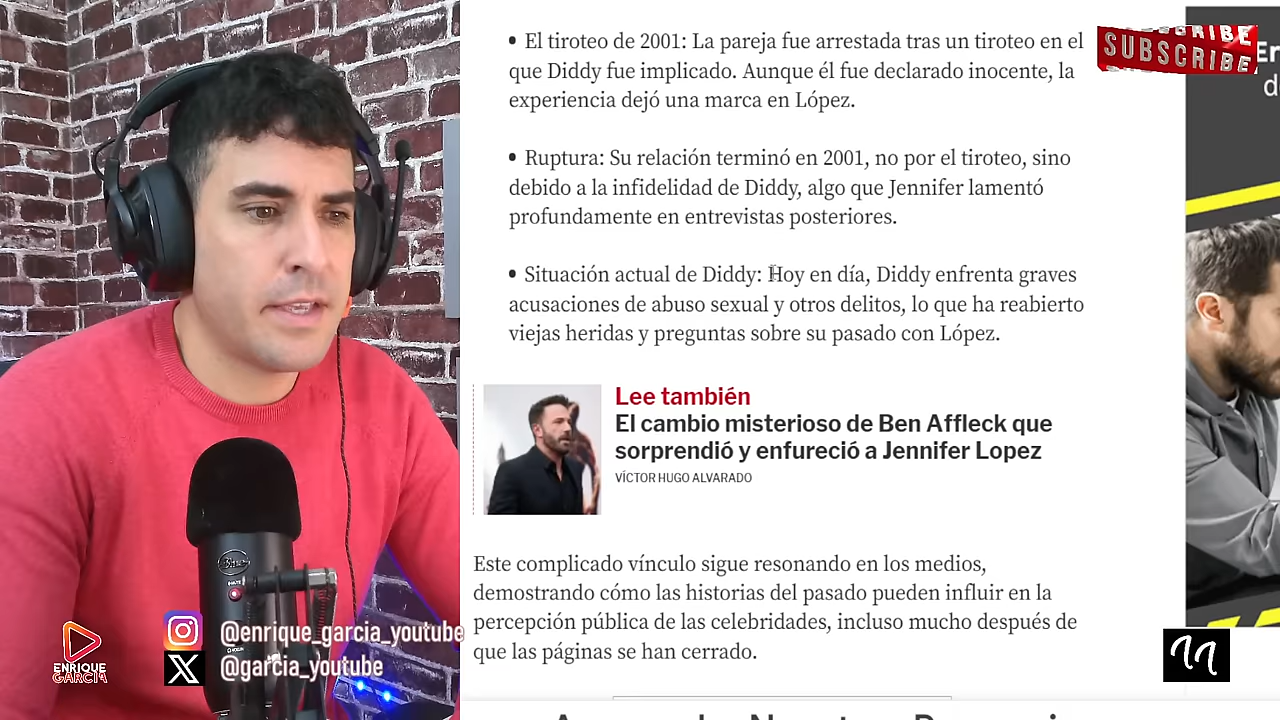 • El tiroteo de 2001: La pareja fue arrestada tras un tiroteo en el
que Diddy fue implicado. Aunque él fue declarado inocente, la
experiencia dejó una marca en López.
• Ruptura: Su relación terminó en 2001, no por el tiroteo, sino
debido a la infidelidad de Diddy, algo que Jennifer lamentó
profundamente en entrevistas posteriores.
• Situación actual de Diddy: Hoy en día, Diddy enfrenta graves
acusaciones de abuso sexual y otros delitos, lo que ha reabierto
viejas heridas y preguntas sobre su pasado con López.
Lee también
El cambio misterioso de Ben Affleck que
sorprendió y enfureció a Jennifer Lopez
VÍCTOR HUGO ALVARADO
Este complicado vínculo sigue resonando en los medios,
demostrando cómo las historias del pasado pueden influir en la
percepción pública de las celebridades, incluso mucho después de
que las páginas se han cerrado.
SUBSCRIBE
Blue
ENRIQUE
GARCIA
@enrique_garcia_youtube
@garcia_youtube